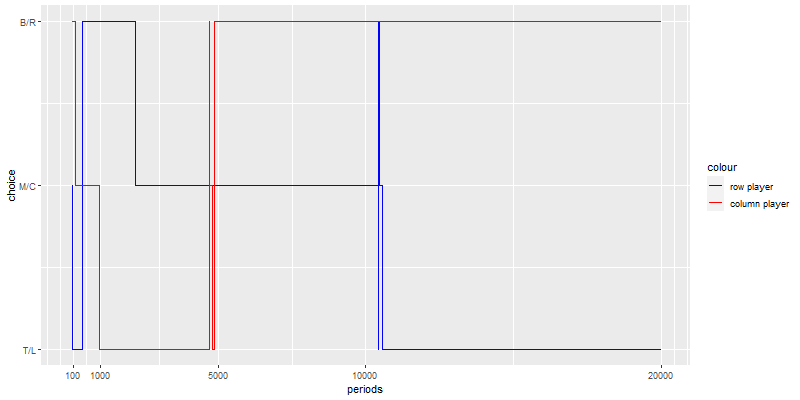 B/R
M/C
T/L
choice
100
1000
5000
10000
20000
periods
colour
row player
column player